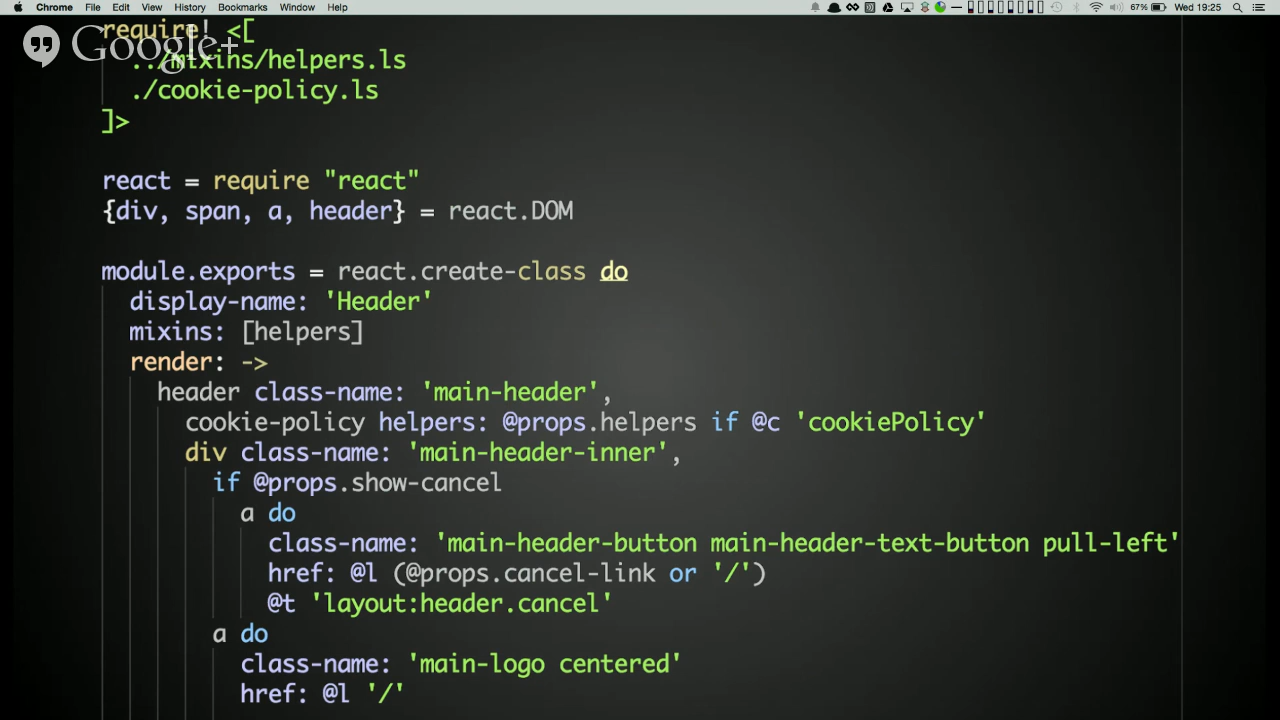 Chrome File Edit View History Bookmarks Window Help 67% Wed 19:25
Google+
require! <[
../mixins/helpers.ls
./cookie-policy.ls
]>
react = require "react"
{div, span, a, header} = react.DOM
module.exports = react.create-class do
display-name: 'Header'
mixins: [helpers]
render: ->
header class-name: 'main-header',
cookie-policy helpers: @props.helpers if @c 'cookiePolicy'
div class-name: 'main-header-inner',
if @props.show-cancel
a do
class-name: 'main-header-button main-header-text-button pull-left'
href: @l (@props.cancel-link or '/')
@t 'layout:header.cancel'
a do
class-name: 'main-logo centered'
href: @l '/'